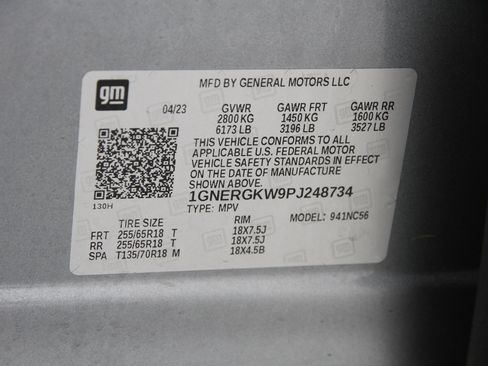 gm
MFD BY GENERAL MOTORS LLC
04/23 GVWR GAWR FRT GAWR RR
2800 KG 1450 KG 1600 KG
6173 LB 3196 LB 3527 LB
THIS VEHICLE CONFORMS TO ALL
APPLICABLE U.S. FEDERAL MOTOR
VEHICLE SAFETY STANDARDS IN EFFECT
ON THE DATE OF MANUFACTURE
SHOWN ABOVE.
1GNERGKW9PJ248734
130H TYPE: MPV MODEL: 941NC56
TIRE SIZE RIM
FRT 255/65R18 T 18X7.5J
RR 255/65R18 T 18X7.5J
SPA T135/70R18 M 18X4.5B